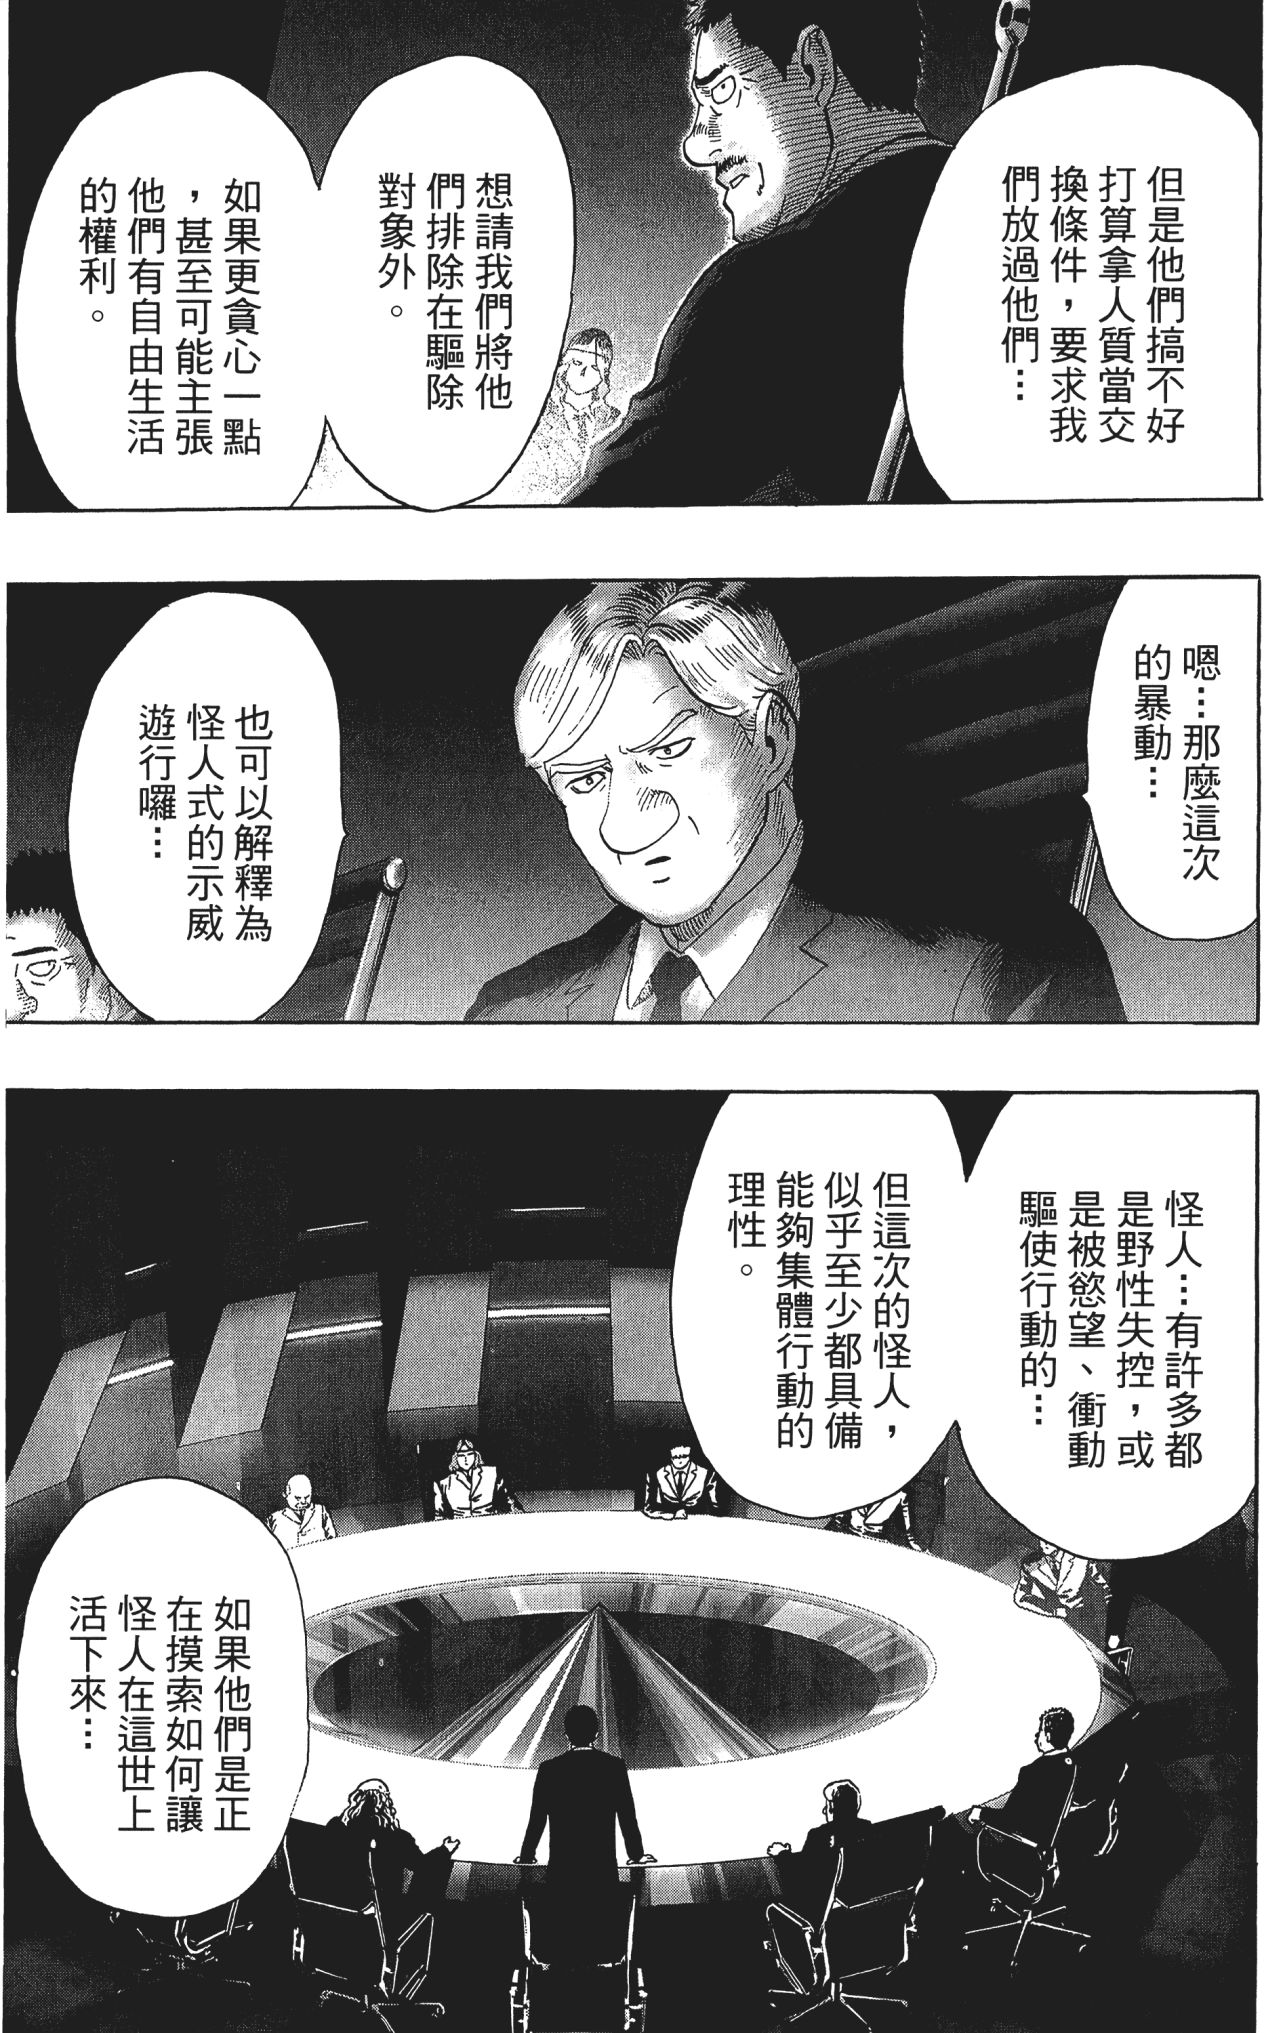 但是他們搞不好
打算拿人質當交
換條件，要求我
們放過他們…
想請我們將他
們排除在驅除
對象外。
如果更貪心一點
，甚至可能主張
他們有自由生活
的權利。
嗯…那麼這次
的暴動…
也可以解釋為
怪人式的示威
遊行囉…
怪人…有許多都
是野性失控，或
是被慾望、衝動
驅使行動的…
但這次的怪人，
似乎至少都具備
能夠集體行動的
理性。
如果他們是正
在摸索如何讓
怪人在這世上
活下來…